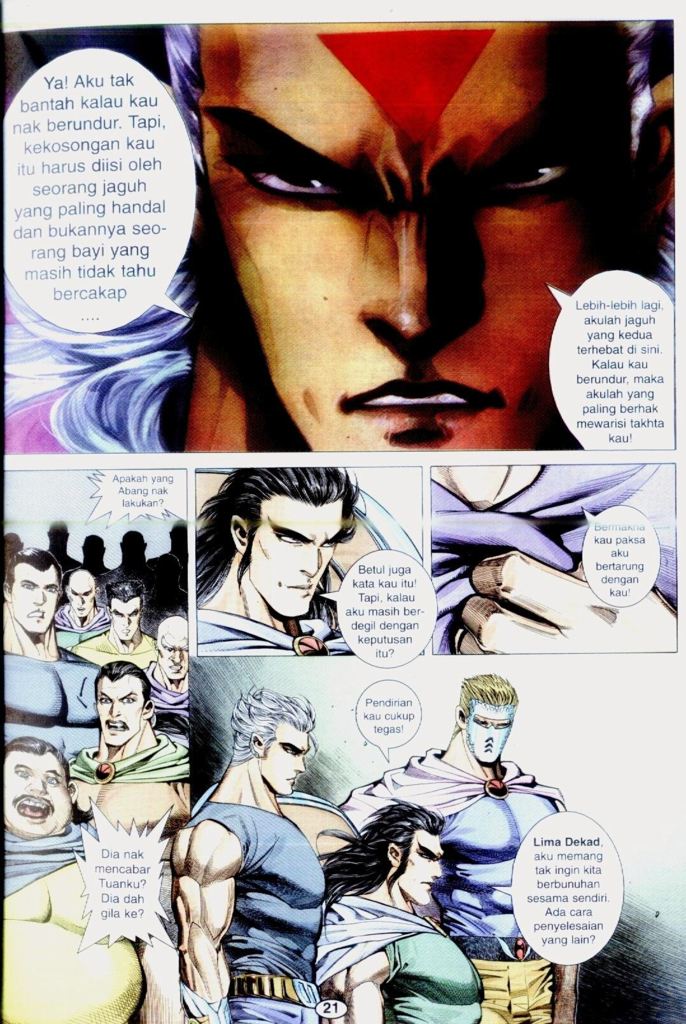 Ya! Aku tak
bantah kalau kau
nak berundur. Tapi,
kekosongan kau
itu harus diisi oleh
seorang jaguh
yang paling handal
dan bukannya seo-
rang bayi yang
masih tidak tahu
bercakap
....
Lebih-lebih lagi,
akulah jaguh
yang kedua
terhebat di sini.
Kalau kau
berundur, maka
akulah yang
paling berhak
mewarisi takhta
kau!
Apakah yang
Abang nak
lakukan?
Betul juga
kata kau itu!
Tapi, kalau
aku masih ber-
degil dengan
keputusan
itu?
Bermakna
kau paksa
aku
bertarung
dengan
kau!
Dia nak
mencabar
Tuanku?
Dia dah
gila ke?
Pendirian
kau cukup
tegas!
Lima Dekad,
aku memang
tak ingin kita
berbunuhan
sesama sendiri.
Ada cara
penyelesaian
yang lain?
21